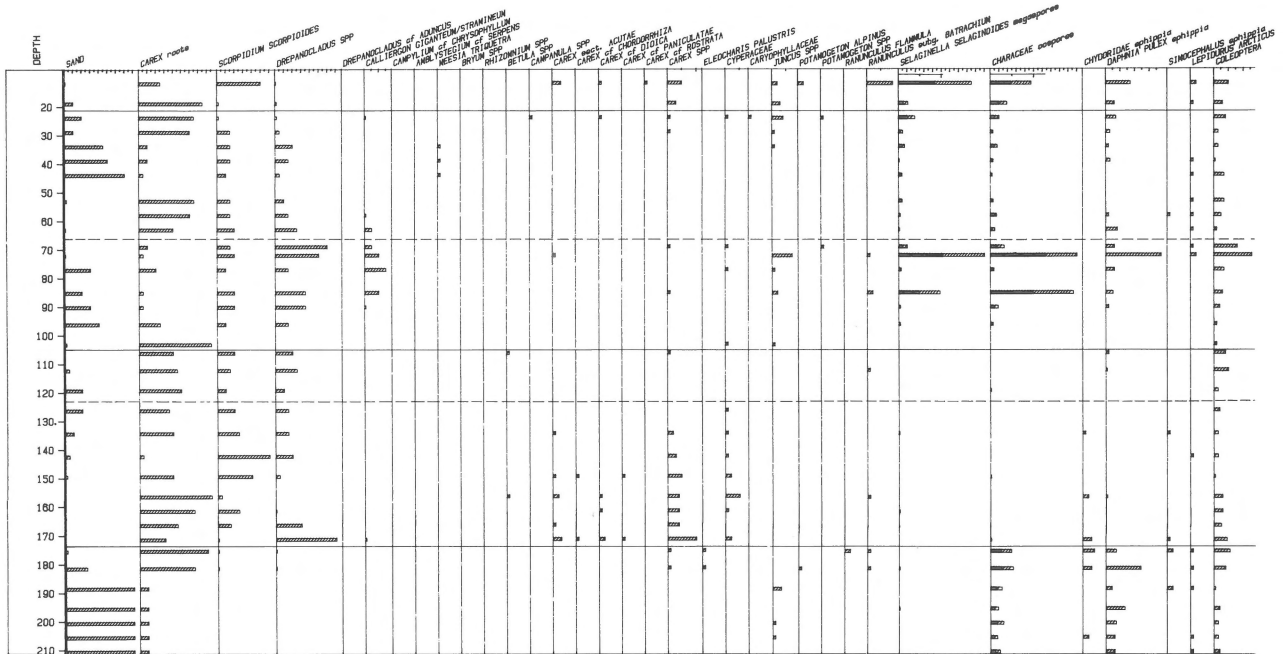 DEPTH
SAND
CAREX roots
SCORPIDIUM SCORPIOIDES
DREPANOCLADUS SPP
DREPANOCLADUS cf ADUNCUS
CALLIERGON GIGANTEUM/STRAMINEUM
CAMPYLIUM cf CHRYSOPHYLLUM
AMBLYSTEGIUM cf SERPENS
MEESIA TRIQUETRA
BRYUM SPP
RHIZOMNIUM SPP
BETULA SPP
CAMPANULA SPP
CAREX sect. ACUTAE
CAREX cf CHORDORRHIZA
CAREX cf DIOICA
CAREX cf PANICULATAE
CAREX cf ROSTRATA
CAREX SPP
ELEOCHARIS PALUSTRIS
CYPERACEAE
CARYOPHYLLACEAE
JUNCUS SPP
POTAMOGETON ALPINUS
POTAMOGETON SPP
RANUNCULUS FLAMMULA
RANUNCULUS subg. BATRACHIUM
SELAGINELLA SELAGINOIDES megaspores
CHARACEAE oospores
CHYDORIDAE ephippia
DAPHNIA PULEX ephippia
SIMOCEPHALUS ephippia
LEPIDURUS ARCTICUS
COLEOPTERA
20
30
40
50
60
70
80
90
100
110
120
130
140
150
160
170
180
190
200
210